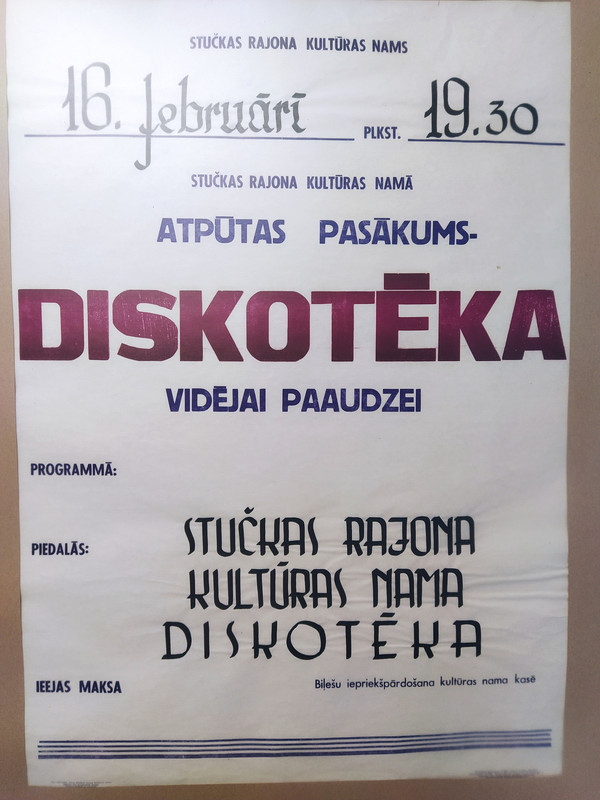 STUČKAS RAJONA KULTŪRAS NAMS
16. februārī PLKST. 19.30
STUČKAS RAJONA KULTŪRAS NAMĀ
ATPŪTAS PASĀKUMS-
DISKOTĒKA
VIDĒJAI PAAUDZEI
PROGRAMMĀ:
PIEDALĀS:
STUČKAS RAJONA
KULTŪRAS NAMA
DISKOTĒKA
IEEJAS MAKSA
Biļešu iepriekšpārdošana kultūras nama kasē